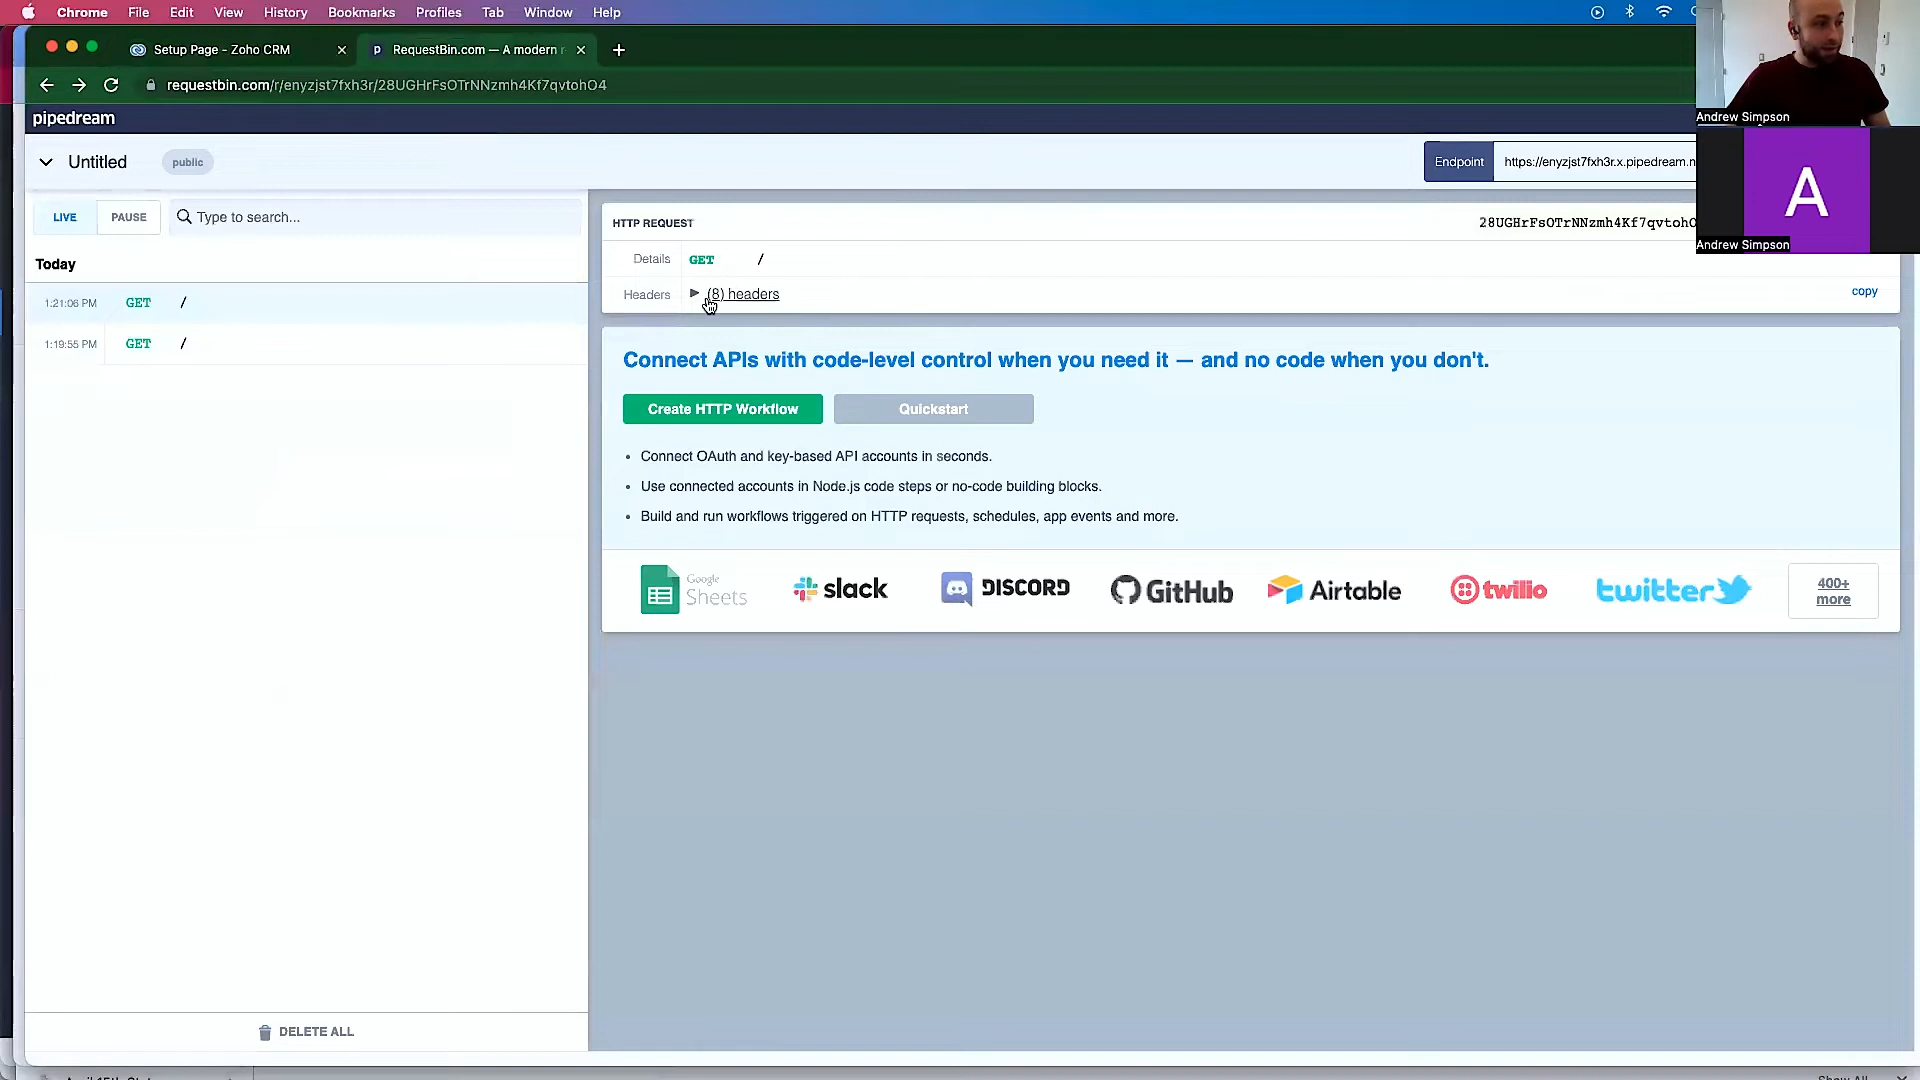 Chrome File Edit View History Bookmarks Profiles Tab Window Help
Setup Page - Zoho CRM
RequestBin.com — A modern
requestbin.com/r/enyzjst7fxh3r/28UGHrFsOTrNNzmh4Kf7qvtohO4
pipedream
Untitled public
Endpoint https://enyzjst7fxh3r.x.pipedream.n
Andrew Simpson
A
Andrew Simpson
LIVE PAUSE Type to search...
Today
1:21:06 PM GET /
1:19:55 PM GET /
DELETE ALL
HTTP REQUEST 28UGHrFsOTrNNzmh4Kf7qvtohO
Details GET /
Headers (8) headers copy
Connect APIs with code-level control when you need it — and no code when you don't.
Create HTTP Workflow Quickstart
• Connect OAuth and key-based API accounts in seconds.
• Use connected accounts in Node.js code steps or no-code building blocks.
• Build and run workflows triggered on HTTP requests, schedules, app events and more.
Google Sheets slack DISCORD GitHub Airtable twilio twitter 400+ more